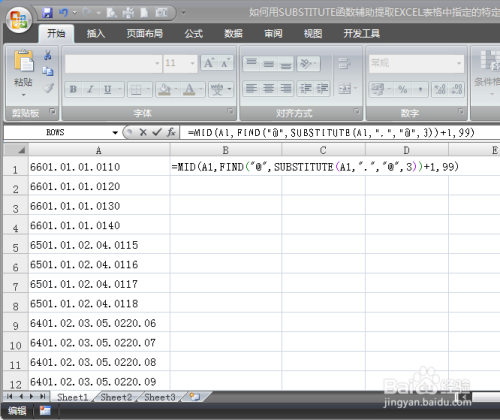 如何用SUBSTITUTE函数辅助提取EXCEL表格中指定的特定
开始 插入 页面布局 公式 数据 审阅 视图 开发工具
粘贴 11 A A 常规 条件格
B I U A 变 %
剪贴板 字体 对齐方式 数字
ROWS =MID(A1,FIND("@",SUBSTITUTE(A1,".","@",3))+1,99)
A B C D E
1 6601.01.01.0110 =MID(A1,FIND("@",SUBSTITUTE(A1,".","@",3))+1,99)
2 6601.01.01.0120
3 6601.01.01.0130
4 6601.01.01.0140
5 6501.01.02.04.0115
6 6501.01.02.04.0116
7 6501.01.02.04.0117
8 6501.01.02.04.0118
9 6401.02.03.05.0220.06
10 6401.02.03.05.0220.07
11 6401.02.03.05.0220.08
12 6401.02.03.05.0220.09
Sheet1 Sheet2 Sheet3
编辑
Baidu 经验
jingyan.baidu.com